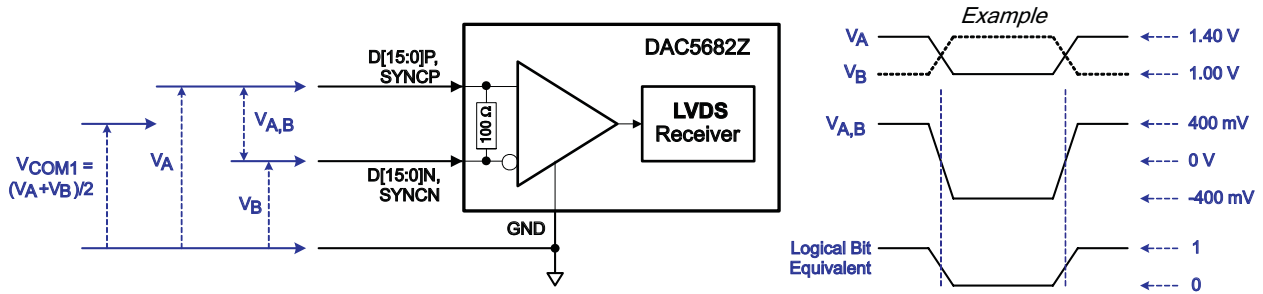 D[15:0]P,
SYNCP
DAC5682Z
100 Ω
LVDS
Receiver
V_A,B
V_A
V_COM1 =
(V_A+V_B)/2
V_B
D[15:0]N,
SYNCN
GND
Example
V_A
1.40 V
V_B
1.00 V
V_A,B
400 mV
0 V
-400 mV
Logical Bit
Equivalent
1
0